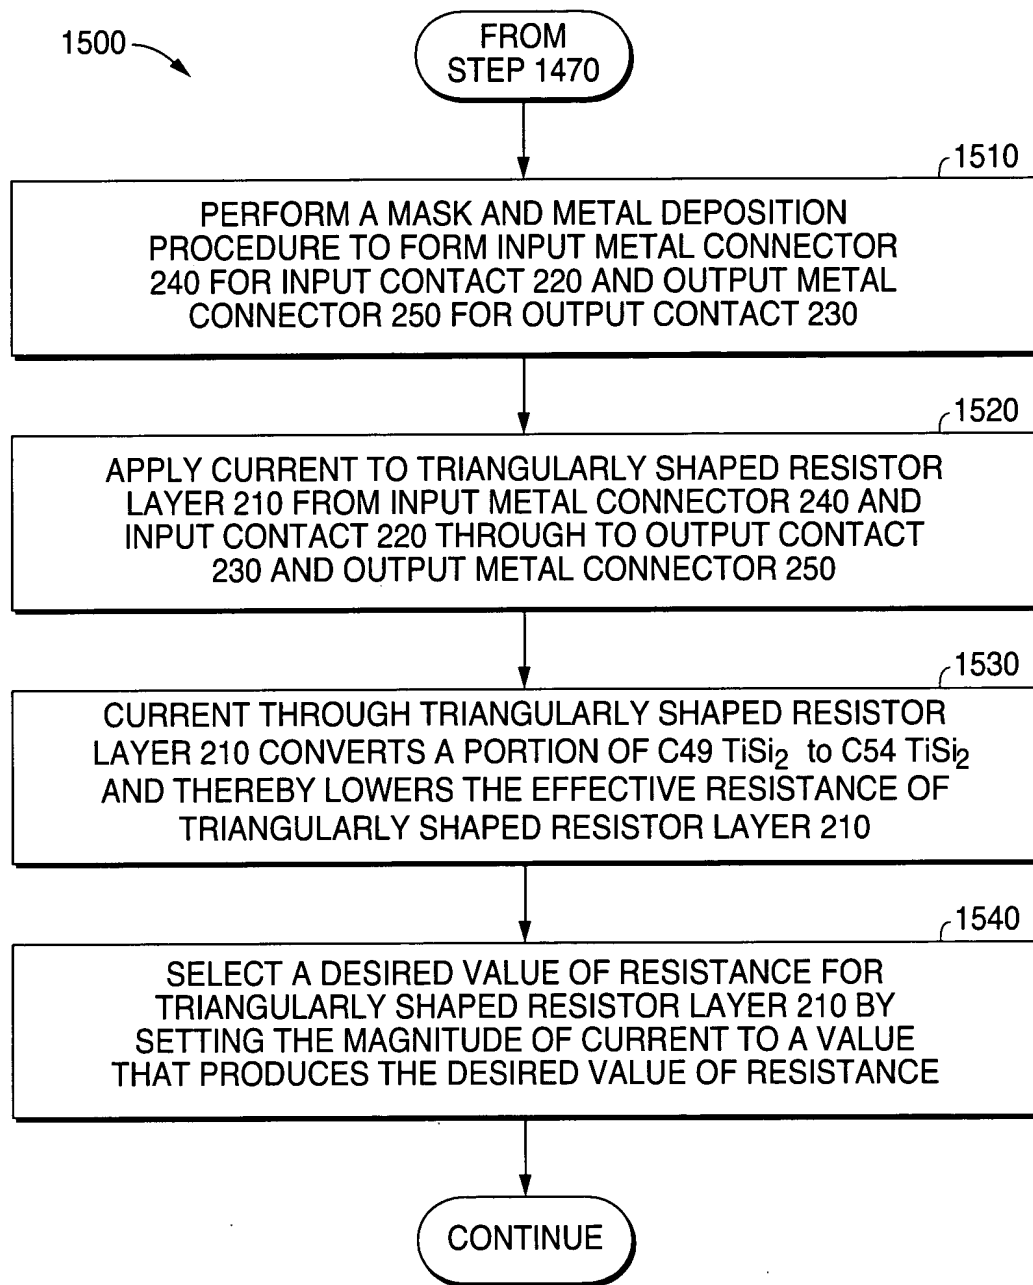 1500
FROM
STEP 1470
1510
PERFORM A MASK AND METAL DEPOSITION
PROCEDURE TO FORM INPUT METAL CONNECTOR
240 FOR INPUT CONTACT 220 AND OUTPUT METAL
CONNECTOR 250 FOR OUTPUT CONTACT 230
1520
APPLY CURRENT TO TRIANGULARLY SHAPED RESISTOR
LAYER 210 FROM INPUT METAL CONNECTOR 240 AND
INPUT CONTACT 220 THROUGH TO OUTPUT CONTACT
230 AND OUTPUT METAL CONNECTOR 250
1530
CURRENT THROUGH TRIANGULARLY SHAPED RESISTOR
LAYER 210 CONVERTS A PORTION OF C49 TiSi₂ to C54 TiSi₂
AND THEREBY LOWERS THE EFFECTIVE RESISTANCE OF
TRIANGULARLY SHAPED RESISTOR LAYER 210
1540
SELECT A DESIRED VALUE OF RESISTANCE FOR
TRIANGULARLY SHAPED RESISTOR LAYER 210 BY
SETTING THE MAGNITUDE OF CURRENT TO A VALUE
THAT PRODUCES THE DESIRED VALUE OF RESISTANCE
CONTINUE